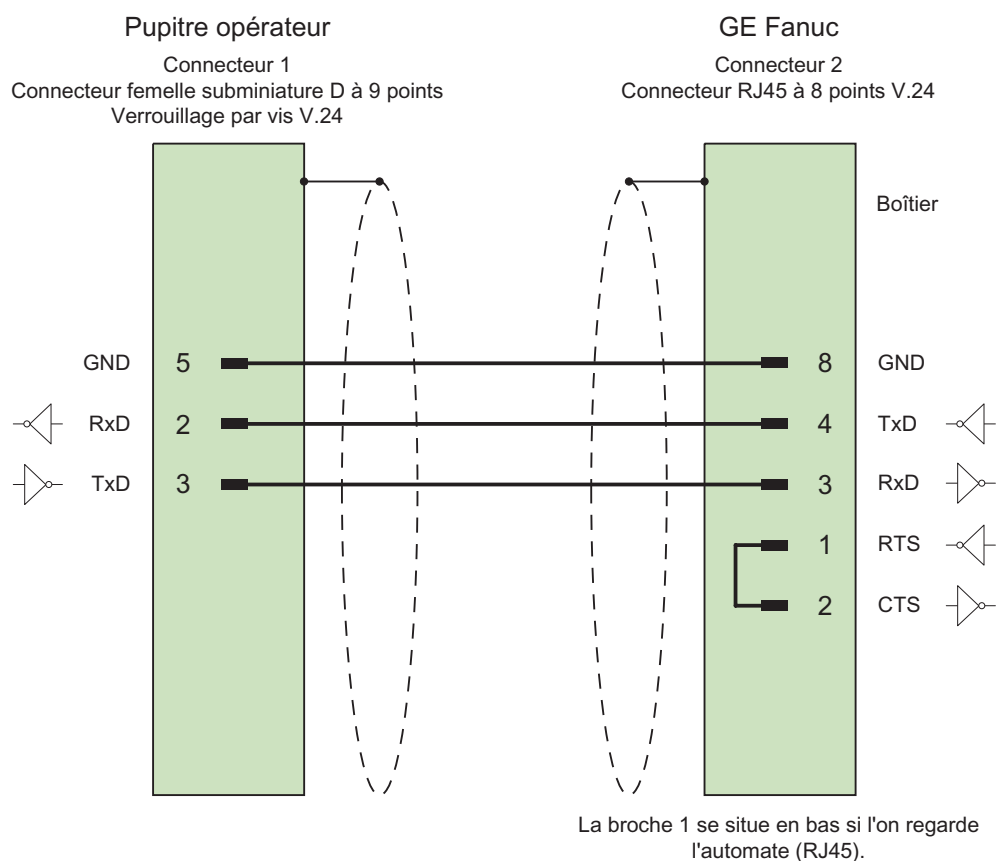 Pupitre opérateur
Connecteur 1
Connecteur femelle subminiature D à 9 points
Verrouillage par vis V.24
GE Fanuc
Connecteur 2
Connecteur RJ45 à 8 points V.24
Boîtier
GND 5 8 GND
RxD 2 4 TxD
TxD 3 3 RxD
1 RTS
2 CTS
La broche 1 se situe en bas si l'on regarde
l'automate (RJ45).